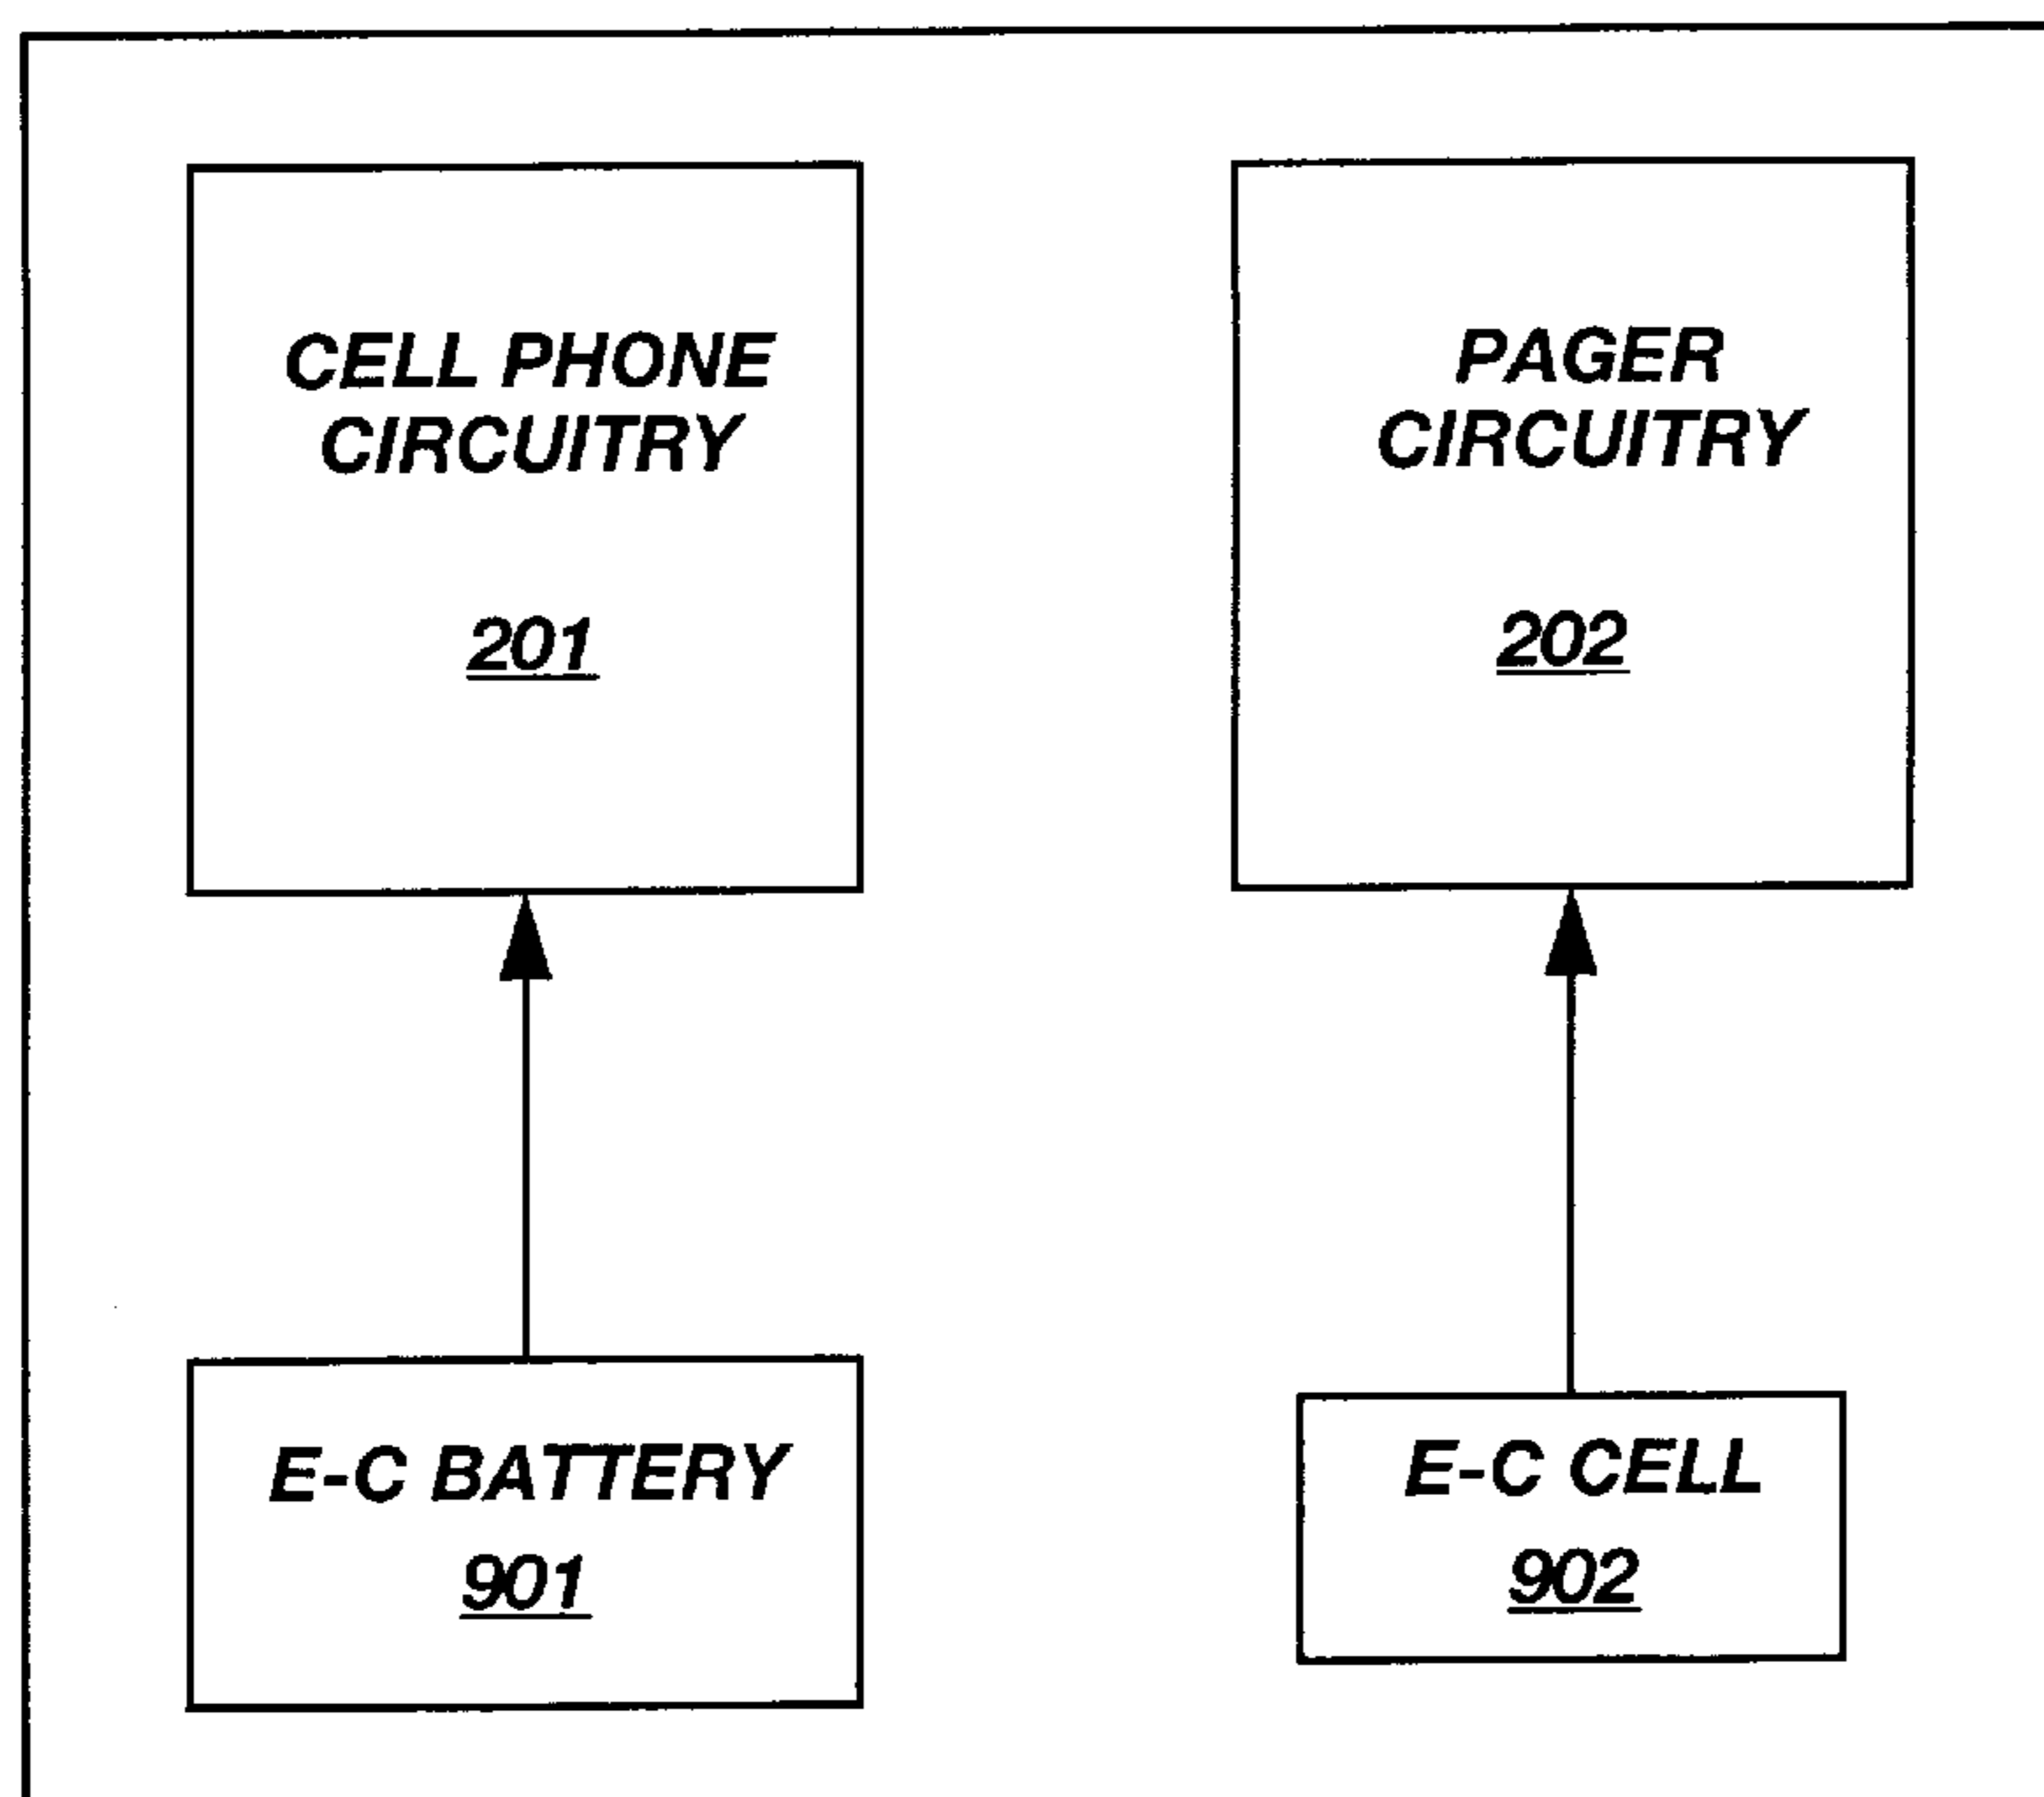 CELL PHONE
CIRCUITRY
201
PAGER
CIRCUITRY
202
E-C BATTERY
901
E-C CELL
902